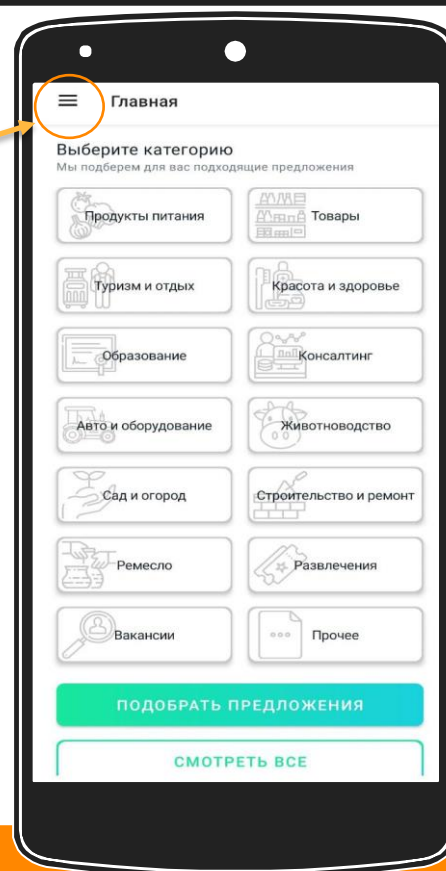 Главная
Выберите категорию
Мы подберем для вас подходящие предложения
Продукты питания
Товары
Туризм и отдых
Красота и здоровье
Образование
Консалтинг
Авто и оборудование
Животноводство
Сад и огород
Строительство и ремонт
Ремесло
Развлечения
Вакансии
Прочее
ПОДОБРАТЬ ПРЕДЛОЖЕНИЯ
СМОТРЕТЬ ВСЕ